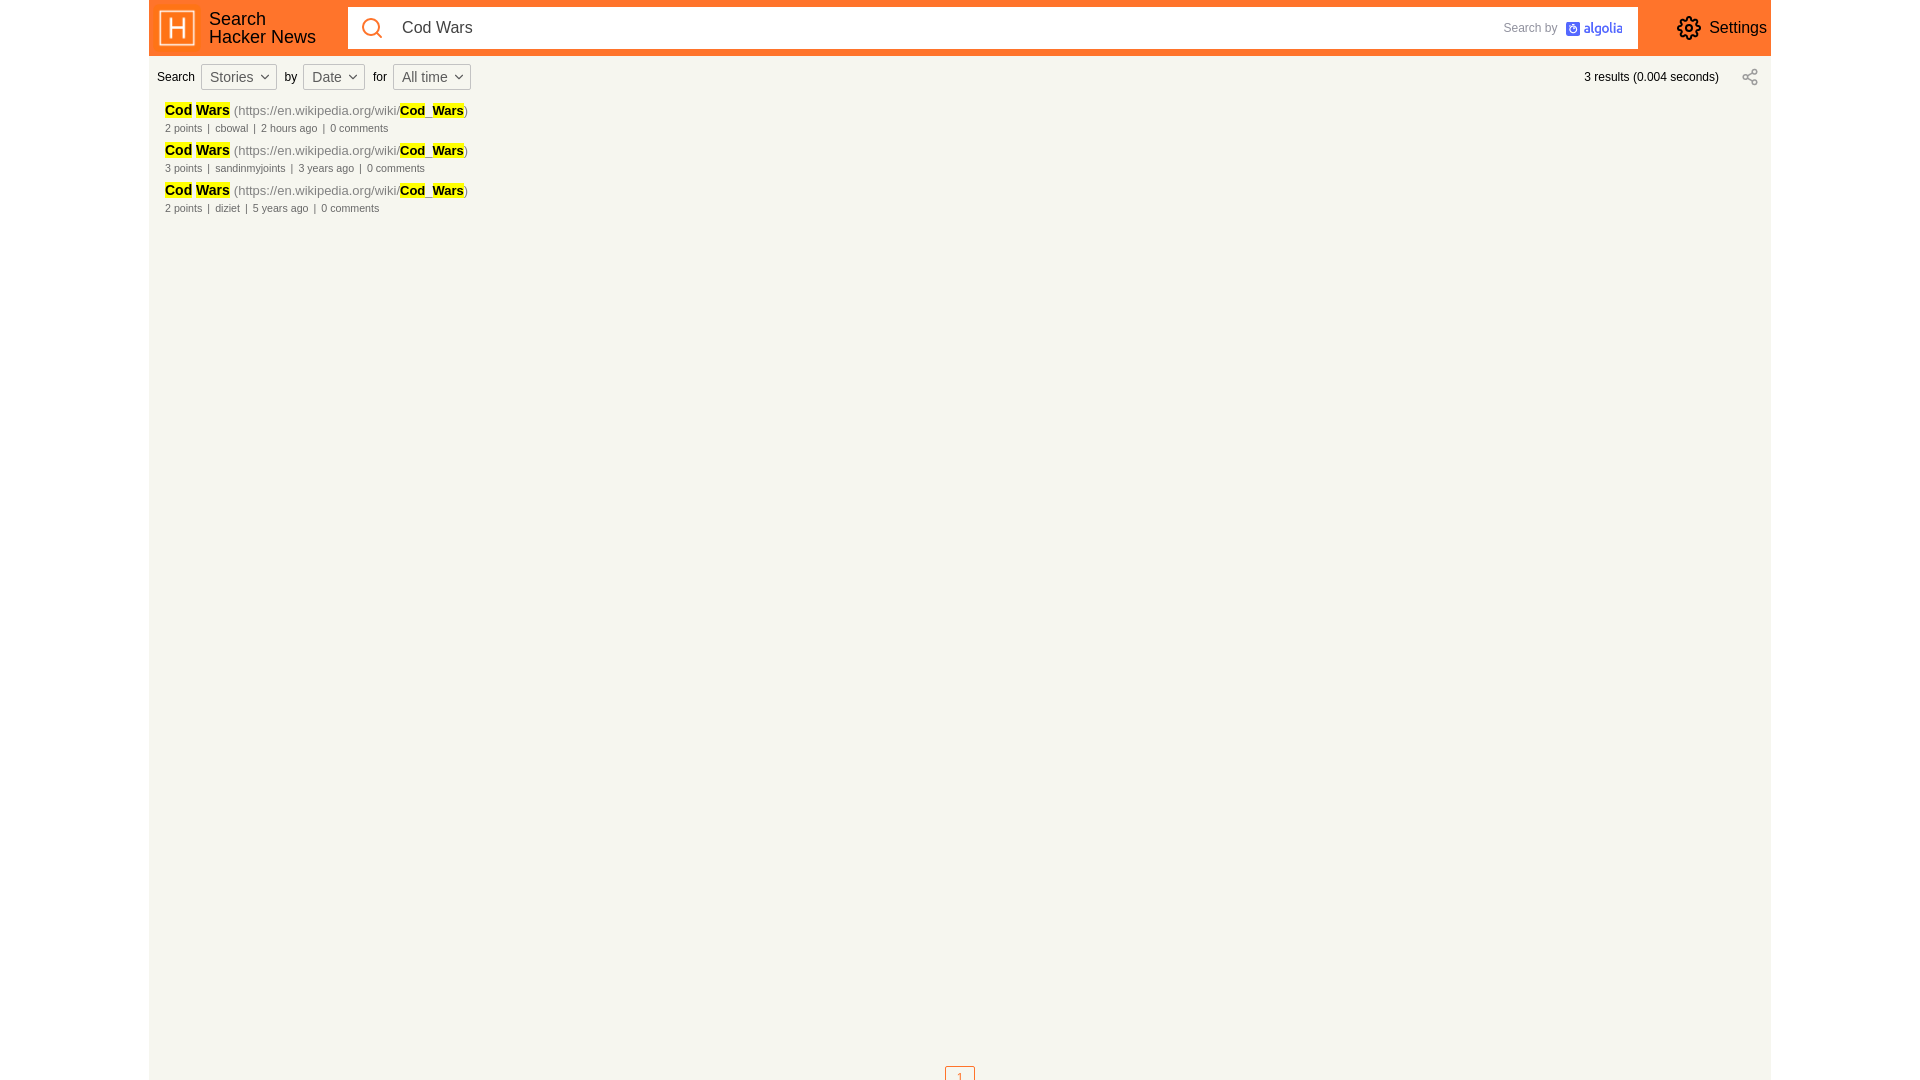 H
Search
Hacker News
Cod Wars
Search by algolia
Settings
Search Stories by Date for All time
3 results (0.004 seconds)
Cod Wars (https://en.wikipedia.org/wiki/Cod_Wars)
2 points | cbowal | 2 hours ago | 0 comments
Cod Wars (https://en.wikipedia.org/wiki/Cod_Wars)
3 points | sandinmyjoints | 3 years ago | 0 comments
Cod Wars (https://en.wikipedia.org/wiki/Cod_Wars)
2 points | diziet | 5 years ago | 0 comments
1